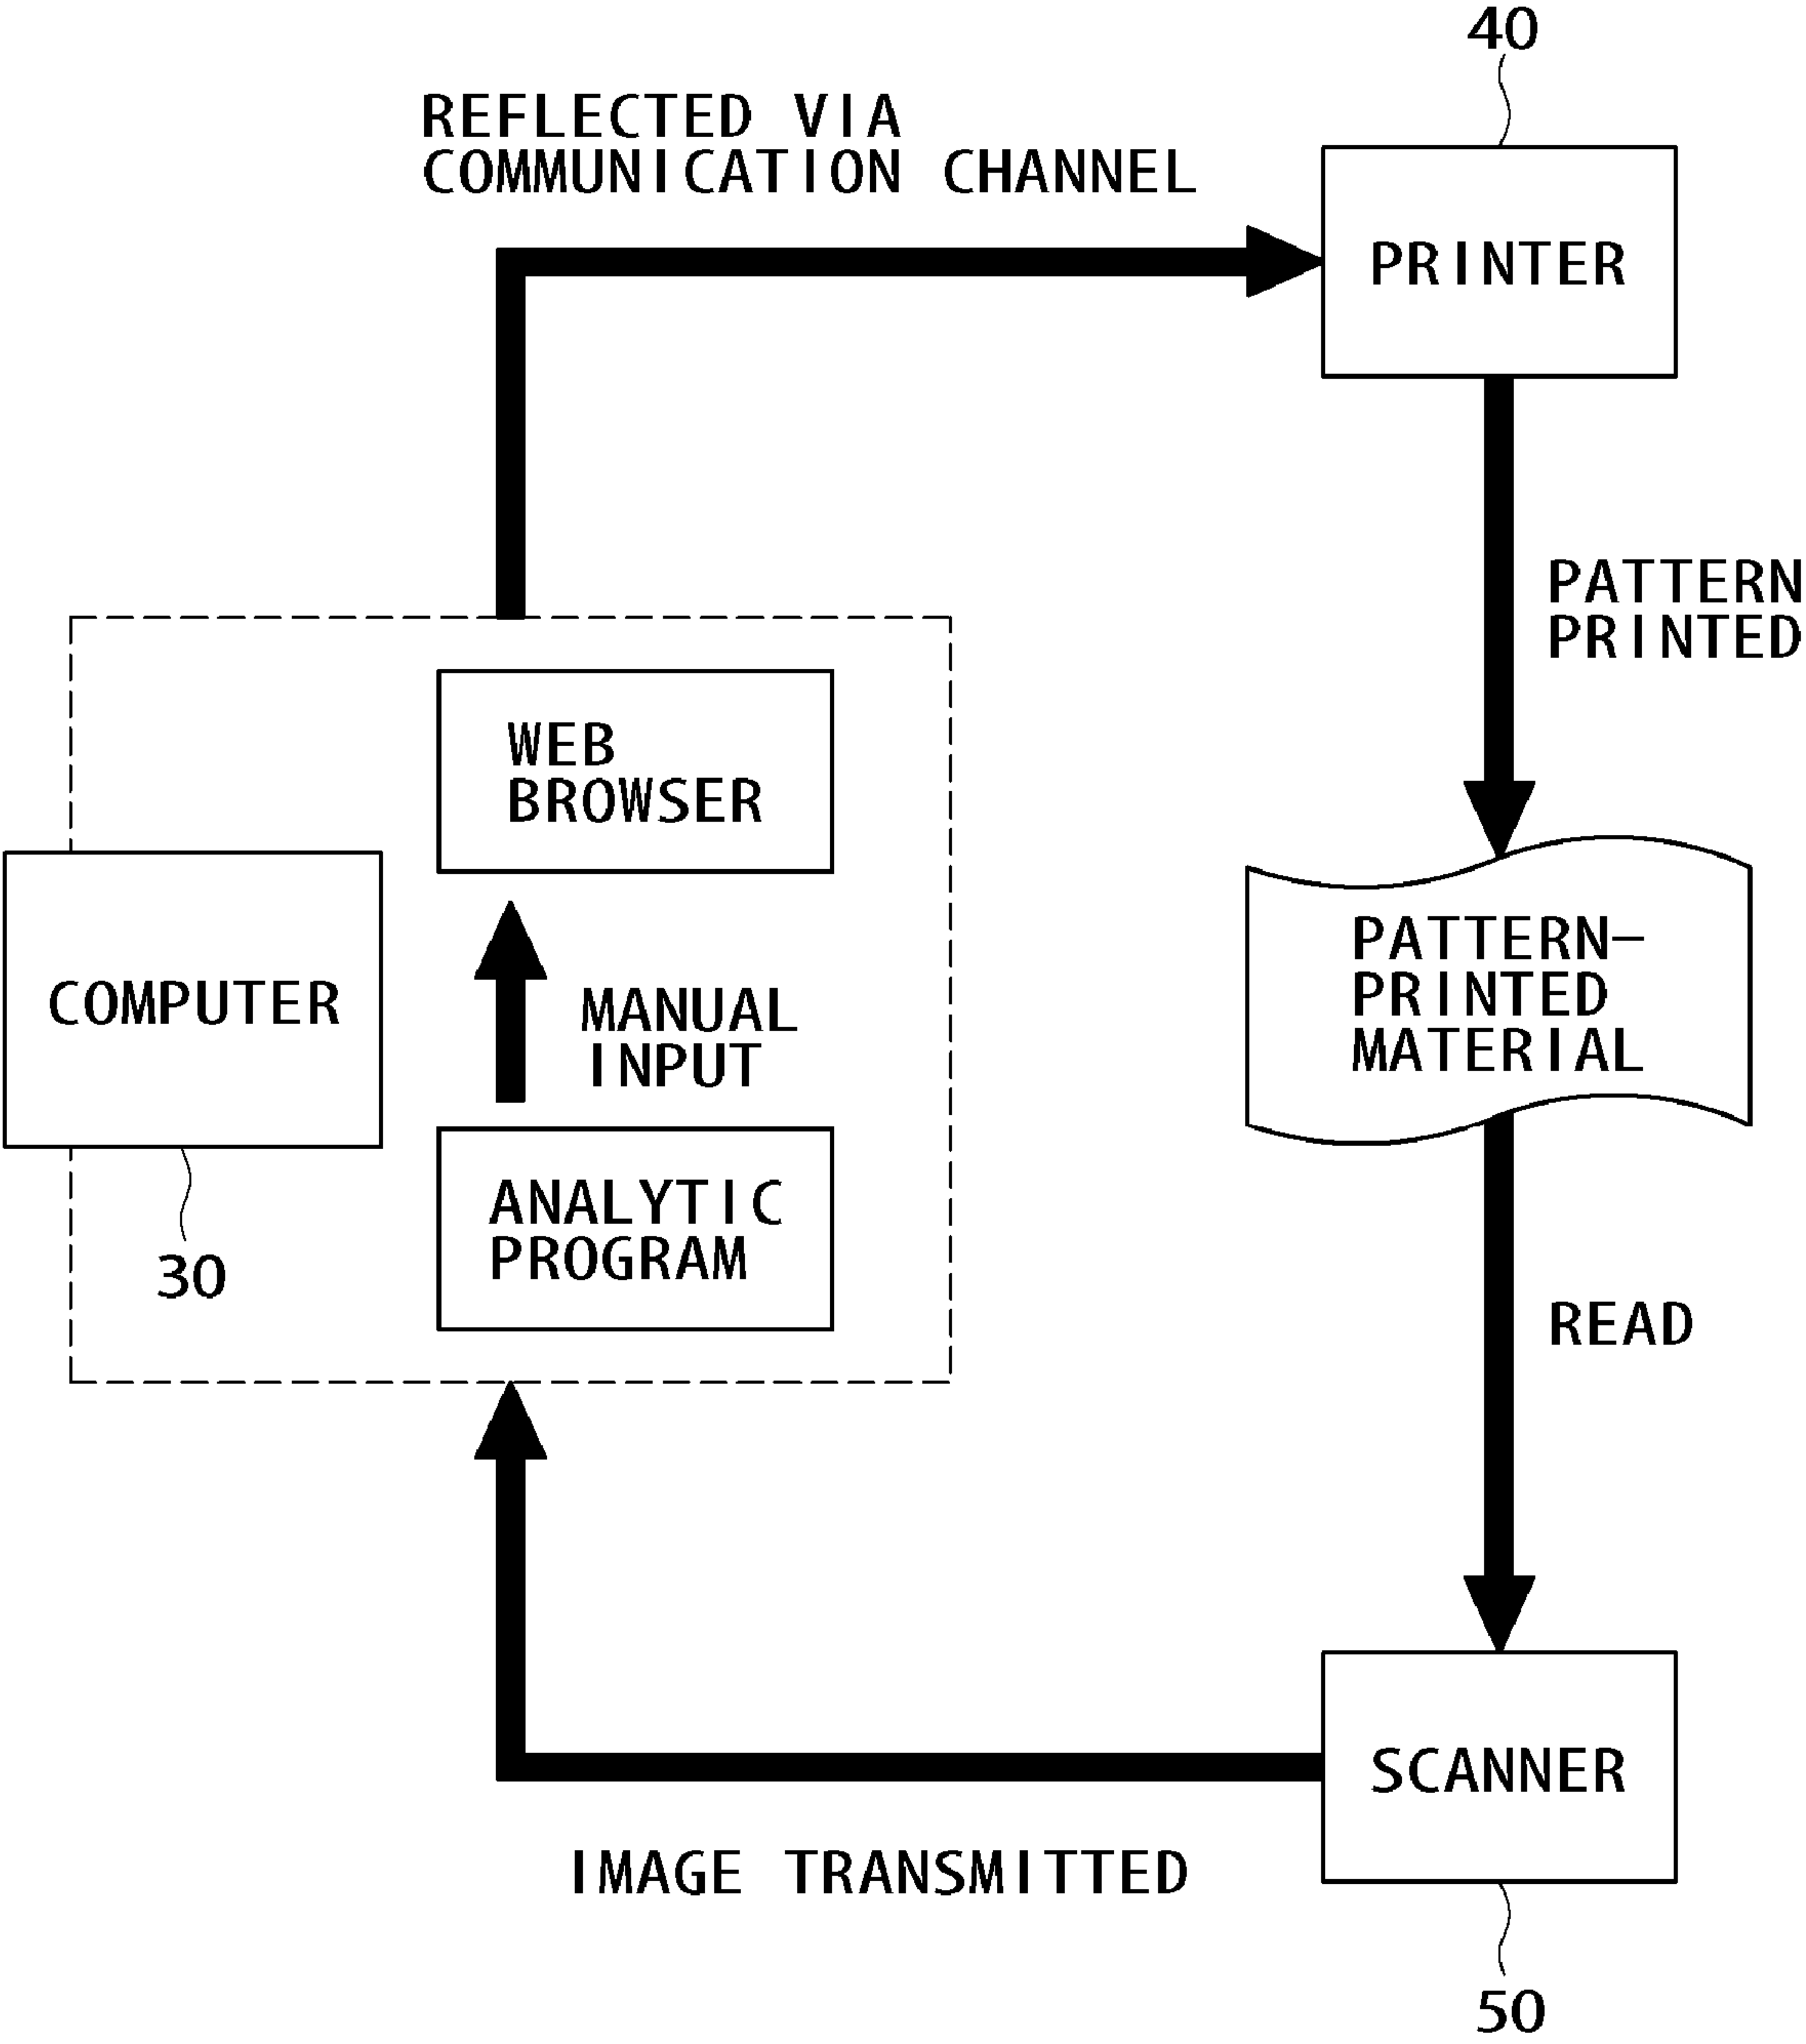 40
REFLECTED VIA
COMMUNICATION CHANNEL
PRINTER
PATTERN
PRINTED
WEB
BROWSER
PATTERN–
PRINTED
MATERIAL
COMPUTER
MANUAL
INPUT
ANALYTIC
PROGRAM
30
READ
SCANNER
IMAGE TRANSMITTED
50